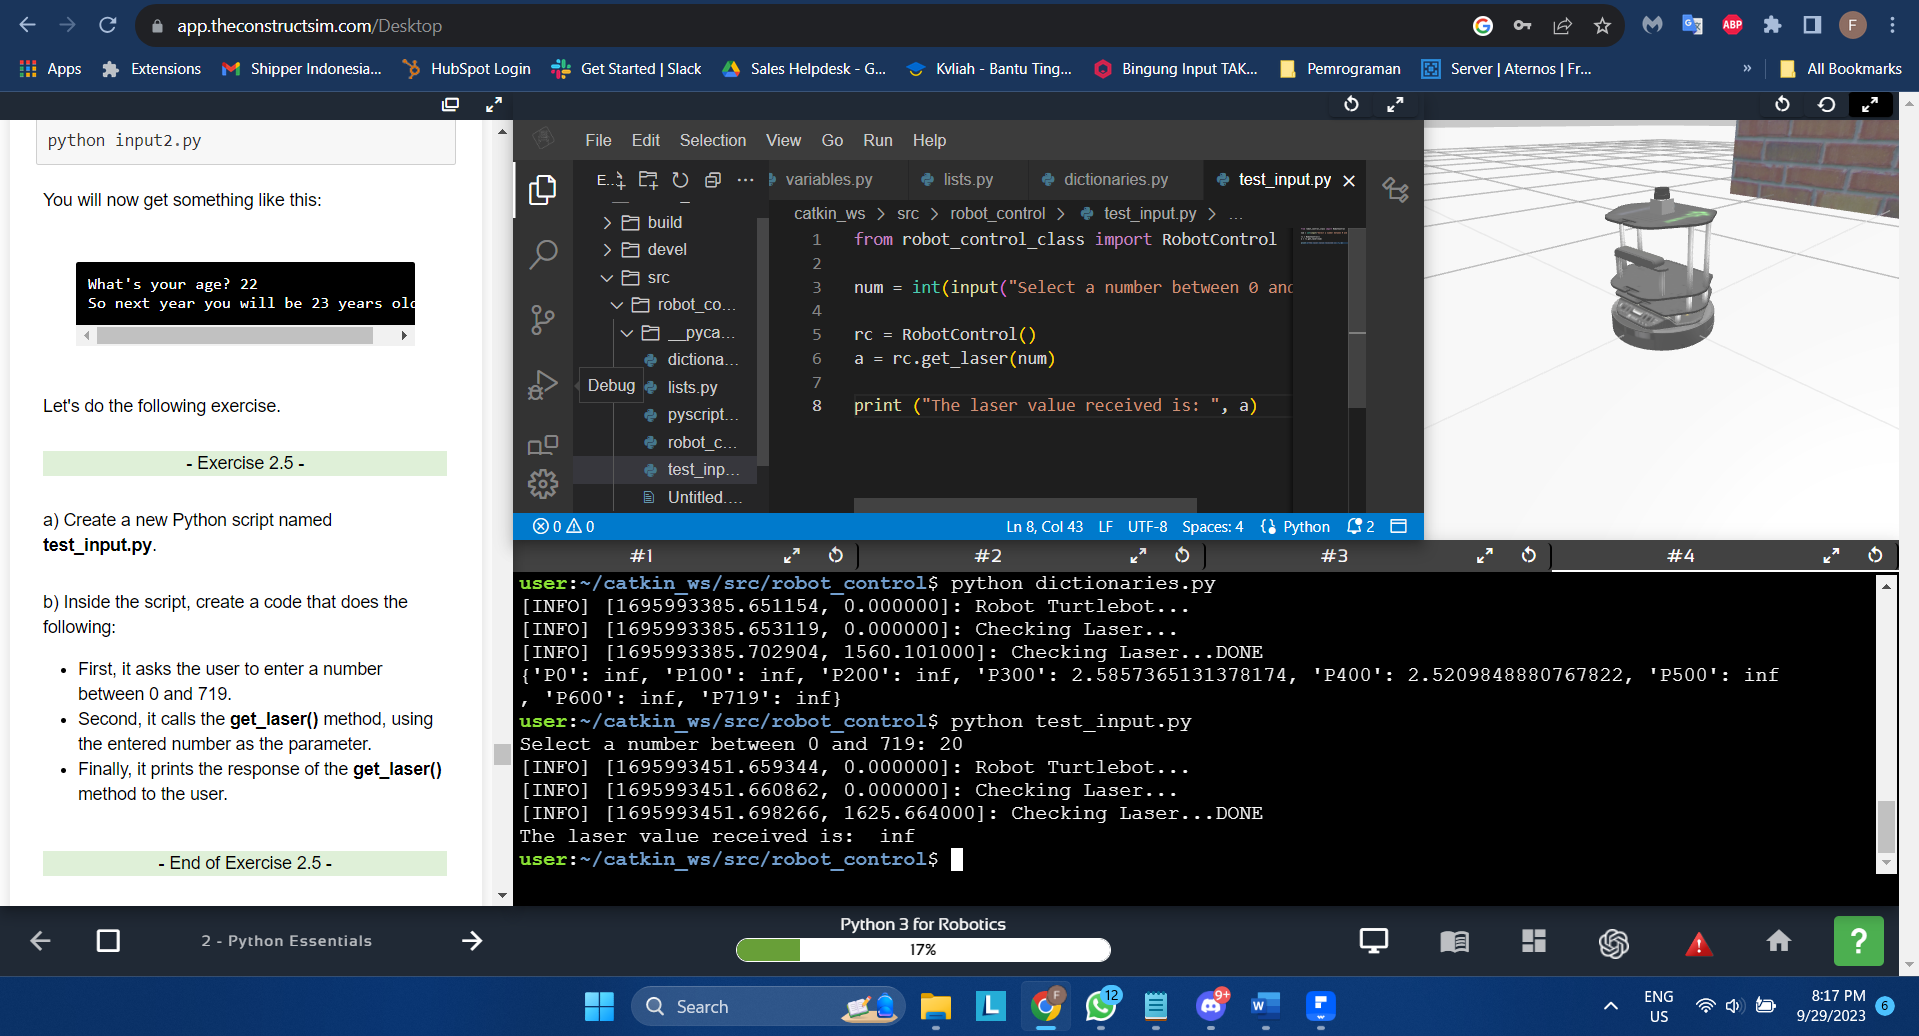 app.theconstructsim.com/Desktop
ABP
F
Apps
Extensions
Shipper Indonesia...
HubSpot Login
Get Started | Slack
Sales Helpdesk - G...
Kvliah - Bantu Ting...
Bingung Input TAK...
Pemrograman
Server | Aternos | Fr...
»
All Bookmarks
python input2.py
You will now get something like this:
What's your age? 22
So next year you will be 23 years old
Let's do the following exercise.
- Exercise 2.5 -
a) Create a new Python script named
test_input.py.
b) Inside the script, create a code that does the
following:
• First, it asks the user to enter a number
between 0 and 719.
• Second, it calls the get_laser() method, using
the entered number as the parameter.
• Finally, it prints the response of the get_laser()
method to the user.
- End of Exercise 2.5 -
File Edit Selection View Go Run Help
E...
build
devel
src
robot_co...
__pyca...
dictiona...
lists.py
pyscript...
robot_c...
test_inp...
Untitled....
Debug
variables.py
lists.py
dictionaries.py
test_input.py
catkin_ws > src > robot_control > test_input.py > ...
1 from robot_control_class import RobotControl
2
3 num = int(input("Select a number between 0 and
4
5 rc = RobotControl()
6 a = rc.get_laser(num)
7
8 print ("The laser value received is: ", a)
0 0
Ln 8, Col 43 LF UTF-8 Spaces: 4 Python 2
#1
#2
#3
#4
user:~/catkin_ws/src/robot_control$ python dictionaries.py
[INFO] [1695993385.651154, 0.000000]: Robot Turtlebot...
[INFO] [1695993385.653119, 0.000000]: Checking Laser...
[INFO] [1695993385.702904, 1560.101000]: Checking Laser...DONE
{'P0': inf, 'P100': inf, 'P200': inf, 'P300': 2.5857365131378174, 'P400': 2.5209848880767822, 'P500': inf
, 'P600': inf, 'P719': inf}
user:~/catkin_ws/src/robot_control$ python test_input.py
Select a number between 0 and 719: 20
[INFO] [1695993451.659344, 0.000000]: Robot Turtlebot...
[INFO] [1695993451.660862, 0.000000]: Checking Laser...
[INFO] [1695993451.698266, 1625.664000]: Checking Laser...DONE
The laser value received is:  inf
user:~/catkin_ws/src/robot_control$
2 - Python Essentials
Python 3 for Robotics
17%
?
Search
L
F
12
9+
W
ENG
US
8:17 PM
9/29/2023
6